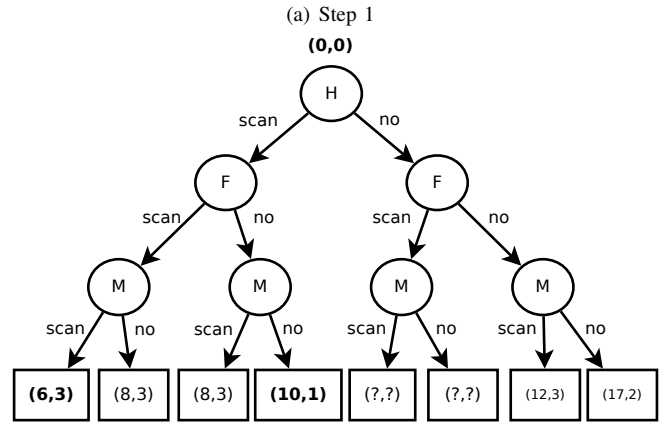 (a) Step 1
(0,0)
H
scan no
F F
scan no scan no
M M M M
scan no scan no scan no scan no
(6,3) (8,3) (8,3) (10,1) (?,?) (?,?) (12,3) (17,2)